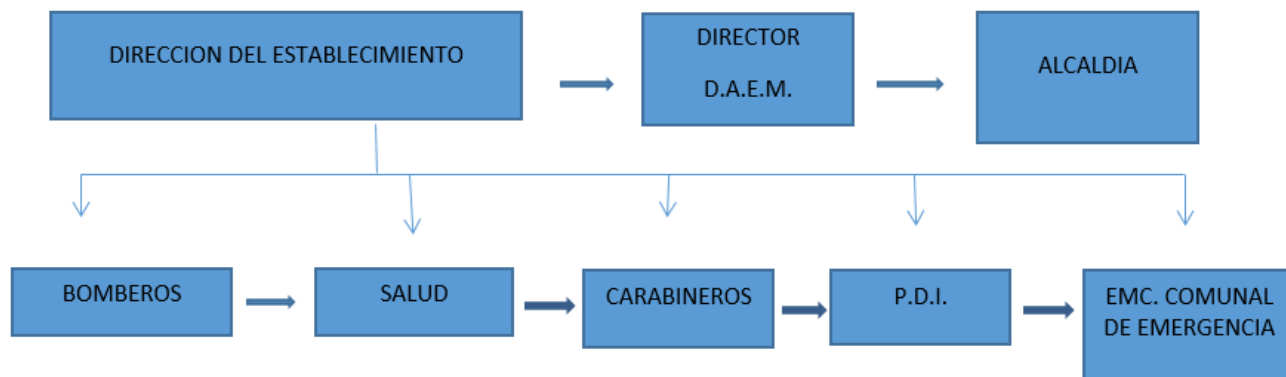 DIRECCION DEL ESTABLECIMIENTO
DIRECTOR
D.A.E.M.
ALCALDIA
BOMBEROS
SALUD
CARABINEROS
P.D.I.
EMC. COMUNAL
DE EMERGENCIA